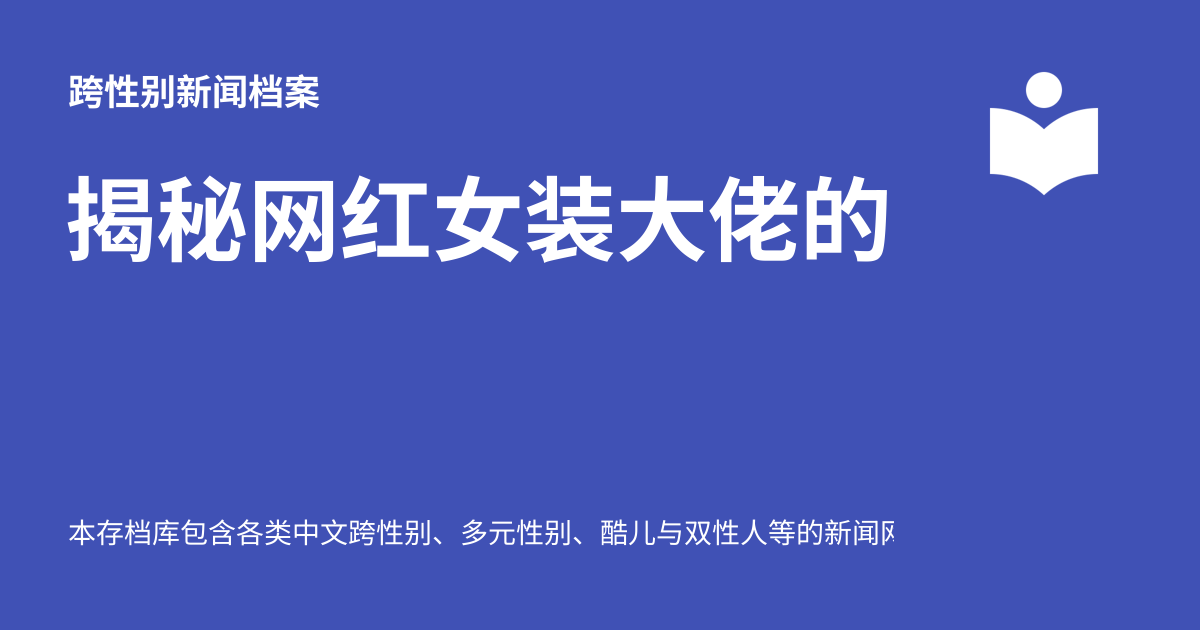 跨性别新闻档案
揭秘网红女装大佬的
本存档库包含各类中文跨性别、多元性别、酷儿与双性人等的新闻